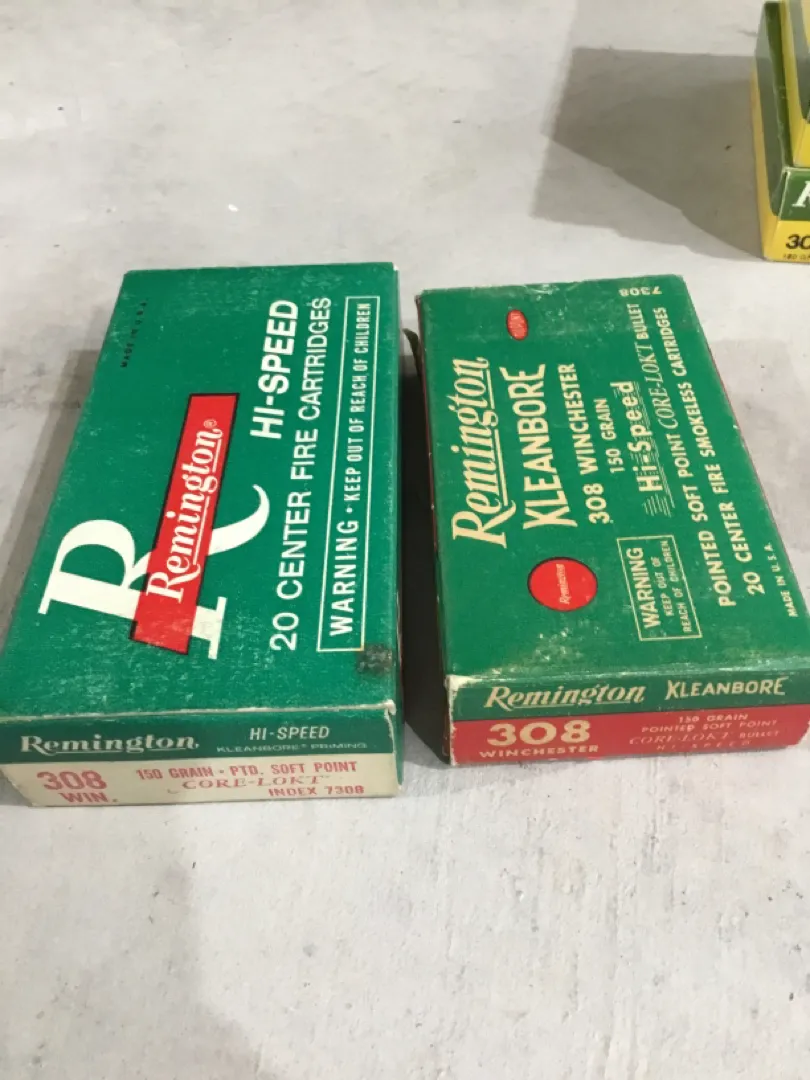 MADE IN U.S.A.
R
Remington®
HI-SPEED
20 CENTER FIRE CARTRIDGES
WARNING • KEEP OUT OF REACH OF CHILDREN
Remington
HI-SPEED
KLEANBORE® PRIMING
308
WIN.
150 GRAIN • PTD. SOFT POINT
CORE-LOKT
INDEX 7308
7308
DU PONT
Remington
KLEANBORE
308 WINCHESTER
150 GRAIN
Hi-Speed
POINTED SOFT POINT CORE-LOKT BULLET
20 CENTER FIRE SMOKELESS CARTRIDGES
Remington
WARNING
KEEP OUT OF
REACH OF CHILDREN
MADE IN U.S.A.
Remington KLEANBORE
308
WINCHESTER
150 GRAIN
POINTED SOFT POINT
CORE-LOKT BULLET
HI-SPEED